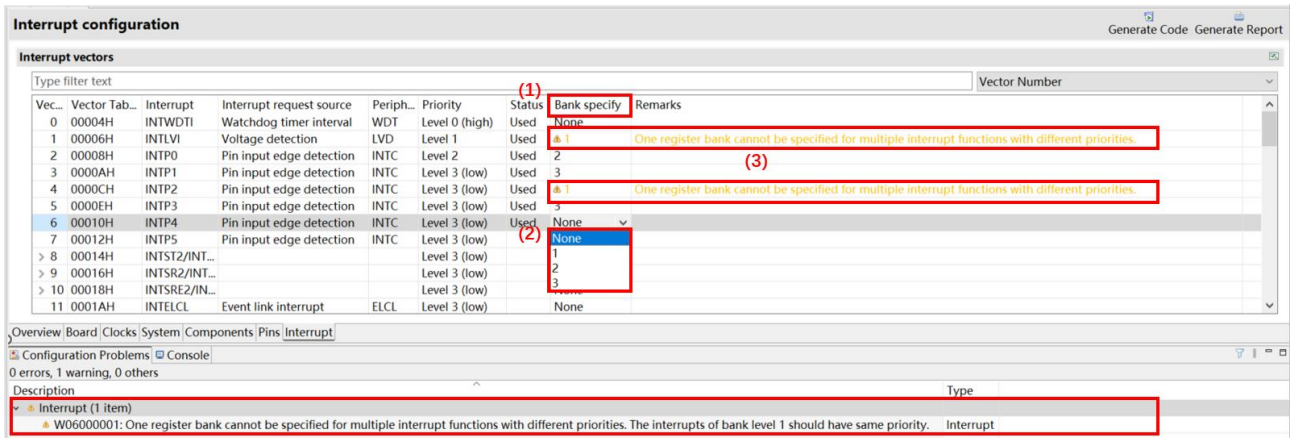 Interrupt configuration
Generate Code Generate Report
Interrupt vectors
Type filter text
Vector Number
(1)
Vec... Vector Tab... Interrupt Interrupt request source Periph... Priority Status Bank specify Remarks
0 00004H INTWDTI Watchdog timer interval WDT Level 0 (high) Used None
1 00006H INTLVI Voltage detection LVD Level 1 Used 1 One register bank cannot be specified for multiple interrupt functions with different priorities.
2 00008H INTP0 Pin input edge detection INTC Level 2 Used 2
(3)
3 0000AH INTP1 Pin input edge detection INTC Level 3 (low) Used 3
4 0000CH INTP2 Pin input edge detection INTC Level 3 (low) Used 1 One register bank cannot be specified for multiple interrupt functions with different priorities.
5 0000EH INTP3 Pin input edge detection INTC Level 3 (low) Used 3
6 00010H INTP4 Pin input edge detection INTC Level 3 (low) Used None
(2)
7 00012H INTP5 Pin input edge detection INTC Level 3 (low) None
> 8 00014H INTST2/INT... Level 3 (low) 1
> 9 00016H INTSR2/INT... Level 3 (low) 2
> 10 00018H INTSRE2/IN... Level 3 (low) 3
11 0001AH INTELCL Event link interrupt ELCL Level 3 (low) None
Overview Board Clocks System Components Pins Interrupt
Configuration Problems Console
0 errors, 1 warning, 0 others
Description Type
Interrupt (1 item)
W06000001: One register bank cannot be specified for multiple interrupt functions with different priorities. The interrupts of bank level 1 should have same priority. Interrupt